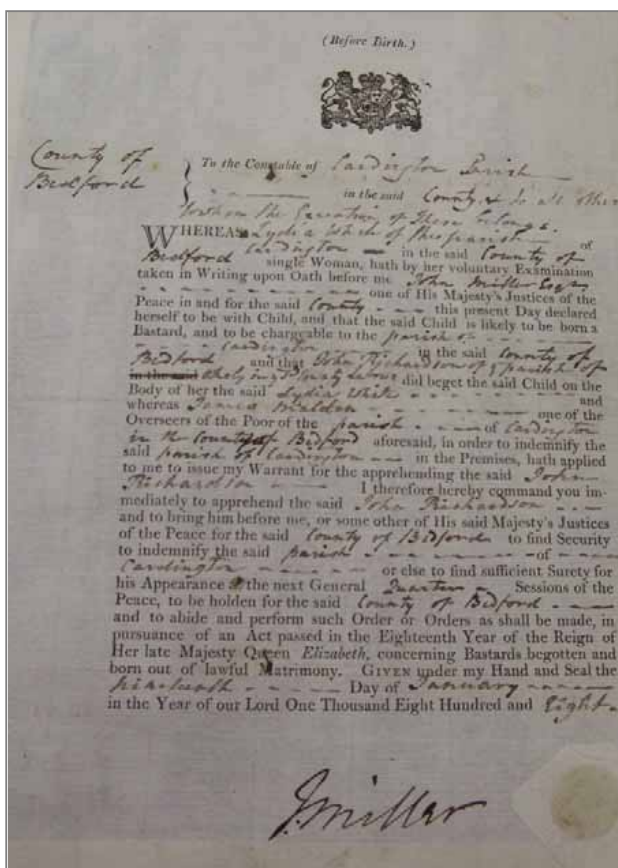 (Before Birth.)
County of
Bedford
To the Constable of Cardington Parish
in the said County & to all other
whom the Execution of These belongs.
WHEREAS Lydia White of the parish of
Bedford Cardington in the said County of
single Woman, hath by her voluntary Examination
taken in Writing upon Oath before me John Miller Esqr
one of His Majesty's Justices of the
Peace in and for the said County this present Day declared
herself to be with Child, and that the said Child is likely to be born a
Bastard, and to be chargeable to the parish of
Cardington in the said County of
Bedford and that John Richardson of ye parish of
in the said County did beget the said Child on the
Body of her the said Lydia White and
whereas James Malden one of the
Overseers of the Poor of the parish of Cardington
in the County of Bedford aforesaid, in order to indemnify the
said parish of Cardington in the Premises, hath applied
to me to issue my Warrant for the apprehending the said John
Richardson I therefore hereby command you im-
mediately to apprehend the said John Richardson
and to bring him before me, or some other of His said Majesty's Justices
of the Peace for the said County of Bedford to find Security
to indemnify the said parish of
Cardington or else to find sufficient Surety for
his Appearance at the next General Quarter Sessions of the
Peace, to be holden for the said County of Bedford
and to abide and perform such Order or Orders as shall be made, in
pursuance of an Act passed in the Eighteenth Year of the Reign of
Her late Majesty Queen Elizabeth, concerning Bastards begotten and
born out of lawful Matrimony. GIVEN under my Hand and Seal the
nineteenth Day of January
in the Year of our Lord One Thousand Eight Hundred and Eight
J. Miller